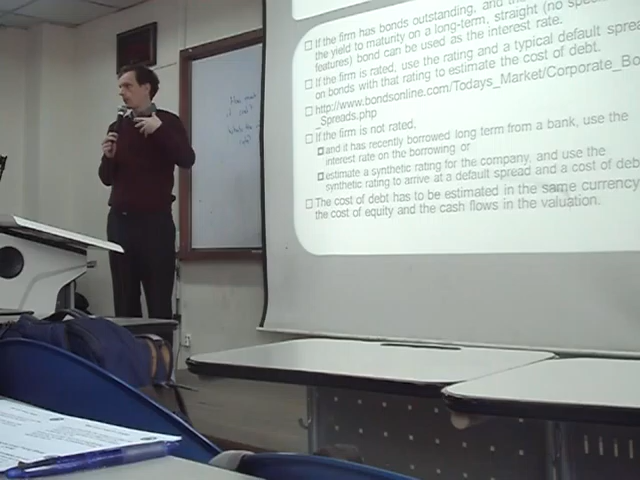 If the firm has bonds outstanding, and the
the yield to maturity on a long-term, straight (no spec
features) bond can be used as the interest rate.
If the firm is rated, use the rating and a typical default sprea
on bonds with that rating to estimate the cost of debt.
http://www.bondsonline.com/Todays_Market/Corporate_Bo
_Spreads.php
If the firm is not rated,
and it has recently borrowed long term from a bank, use the
interest rate on the borrowing or
estimate a synthetic rating for the company, and use the
synthetic rating to arrive at a default spread and a cost of deb
The cost of debt has to be estimated in the same currency
the cost of equity and the cash flows in the valuation.